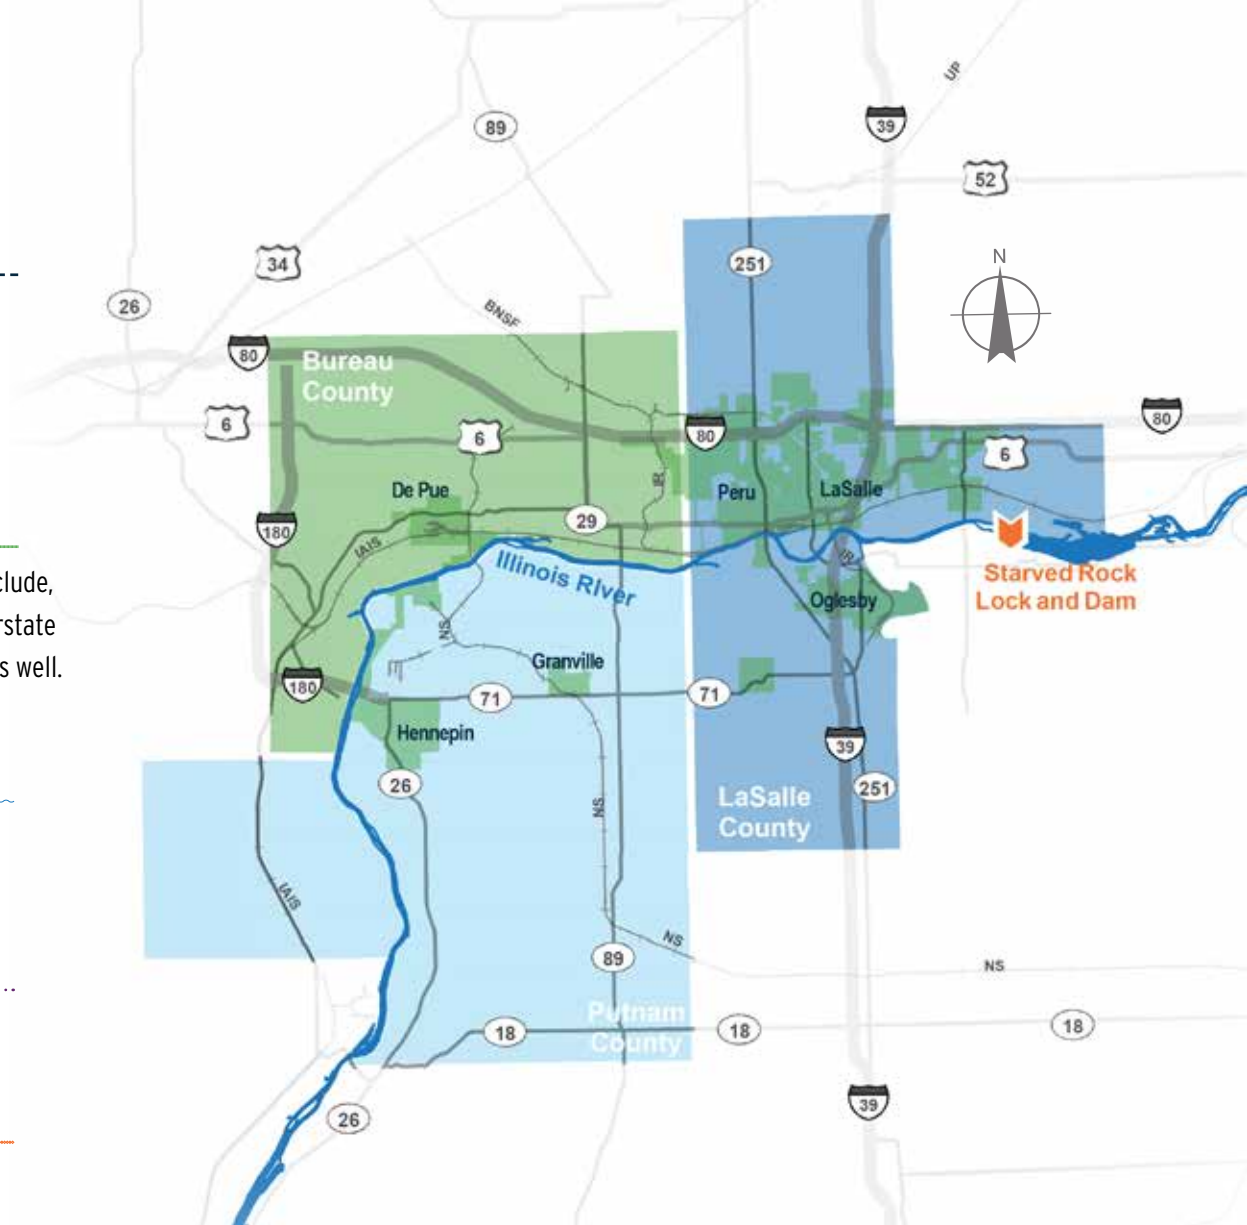 UP
89
39
52
N
34
251
26
BNSF
80
Bureau
County
80
6
6
80
6
IR
De Pue
Peru
LaSalle
29
180
IAIS
Illinois RIver
IR
Starved Rock
Lock and Dam
clude,
rstate
s well.
Oglesby
NS
Granville
180
71
71
Hennepin
39
26
251
NS
LaSalle
County
IAIS
NS
89
NS
Putnam
County
18
18
18
39
26